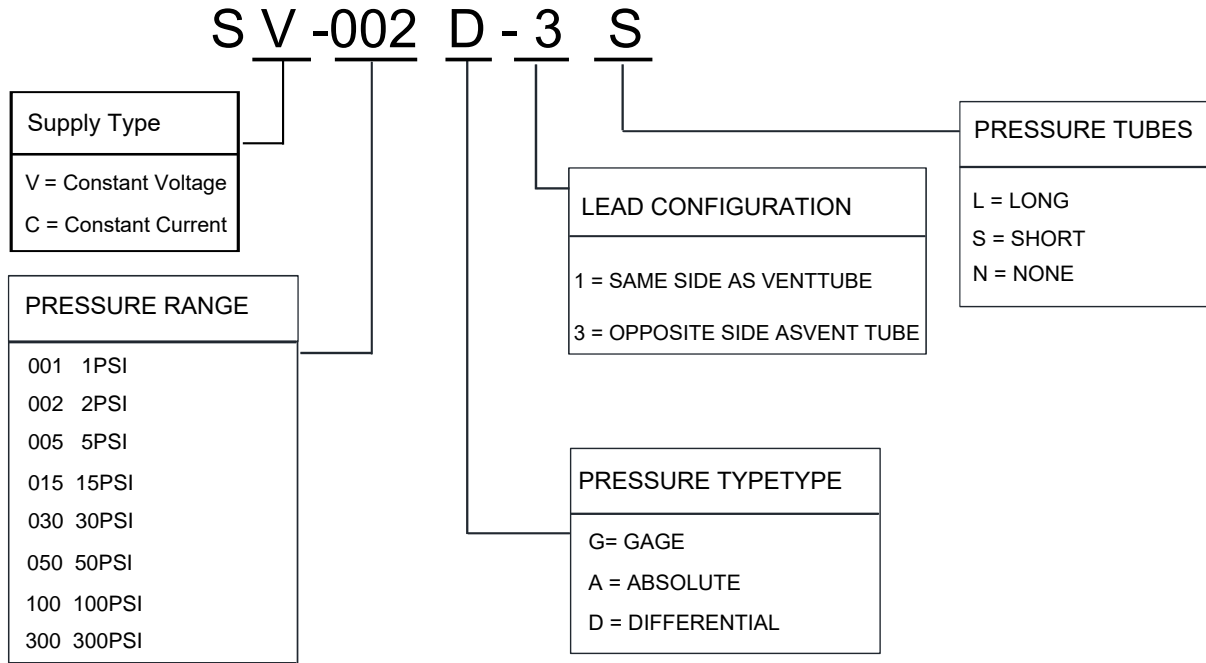 S V -002 D - 3 S
Supply Type
V = Constant Voltage
C = Constant Current
PRESSURE RANGE
001 1PSI
002 2PSI
005 5PSI
015 15PSI
030 30PSI
050 50PSI
100 100PSI
300 300PSI
LEAD CONFIGURATION
1 = SAME SIDE AS VENTTUBE
3 = OPPOSITE SIDE ASVENT TUBE
PRESSURE TYPETYPE
G= GAGE
A = ABSOLUTE
D = DIFFERENTIAL
PRESSURE TUBES
L = LONG
S = SHORT
N = NONE